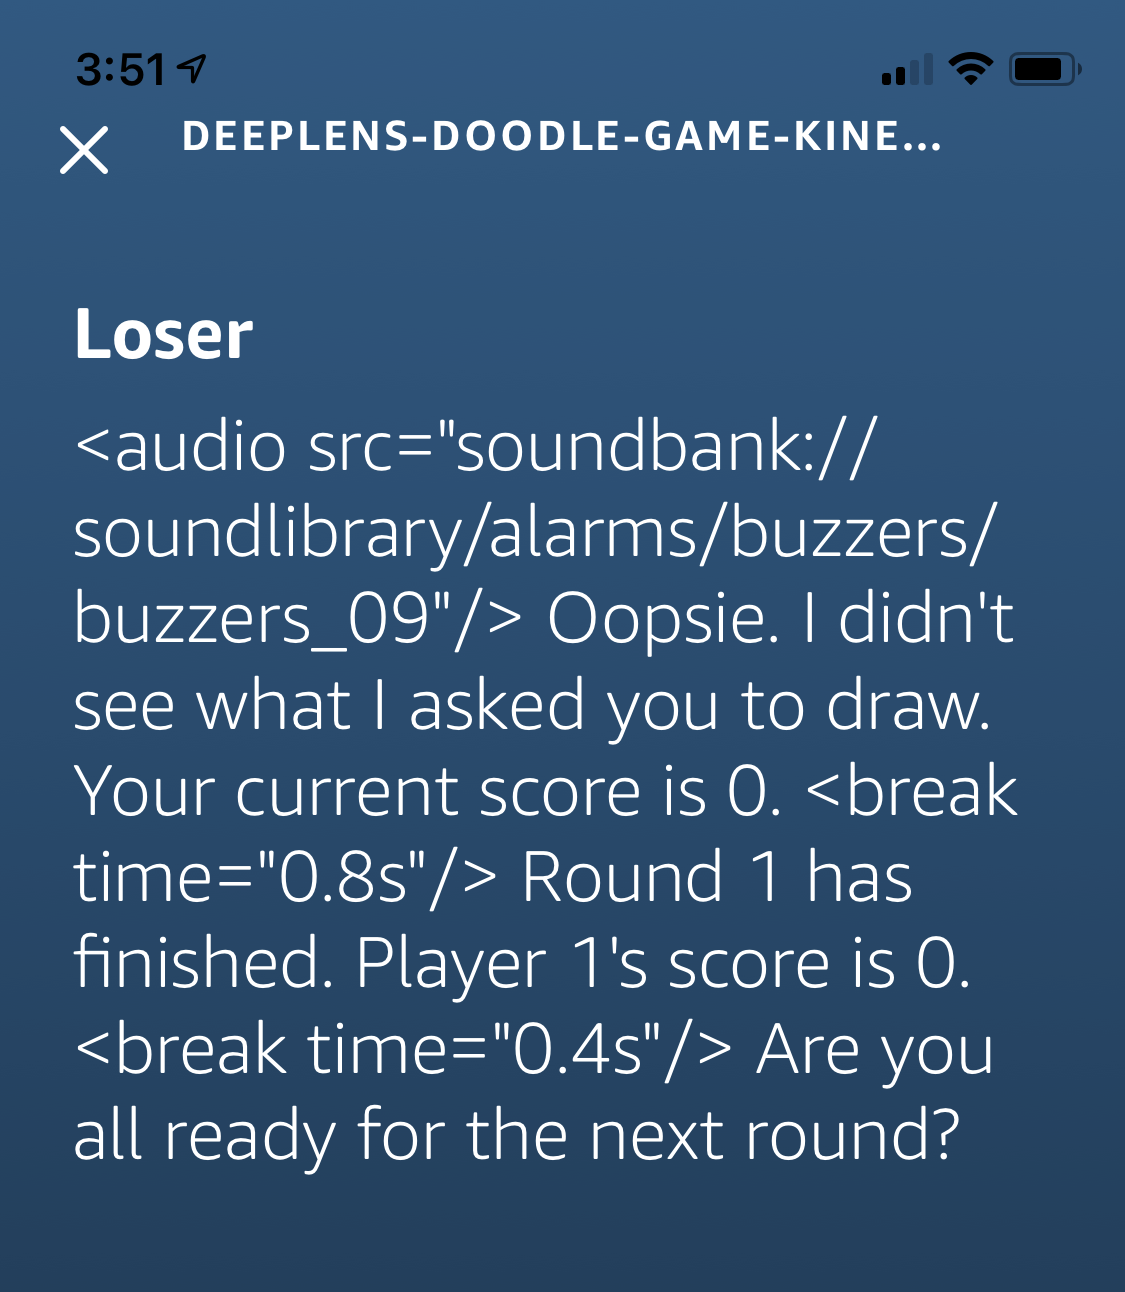 3:51
DEEPLENS-DOODLE-GAME-KINE...
Loser
<audio src="soundbank://
soundlibrary/alarms/buzzers/
buzzers_09"/> Oopsie. I didn't
see what I asked you to draw.
Your current score is 0. <break
time="0.8s"/> Round 1 has
finished. Player 1's score is 0.
<break time="0.4s"/> Are you
all ready for the next round?